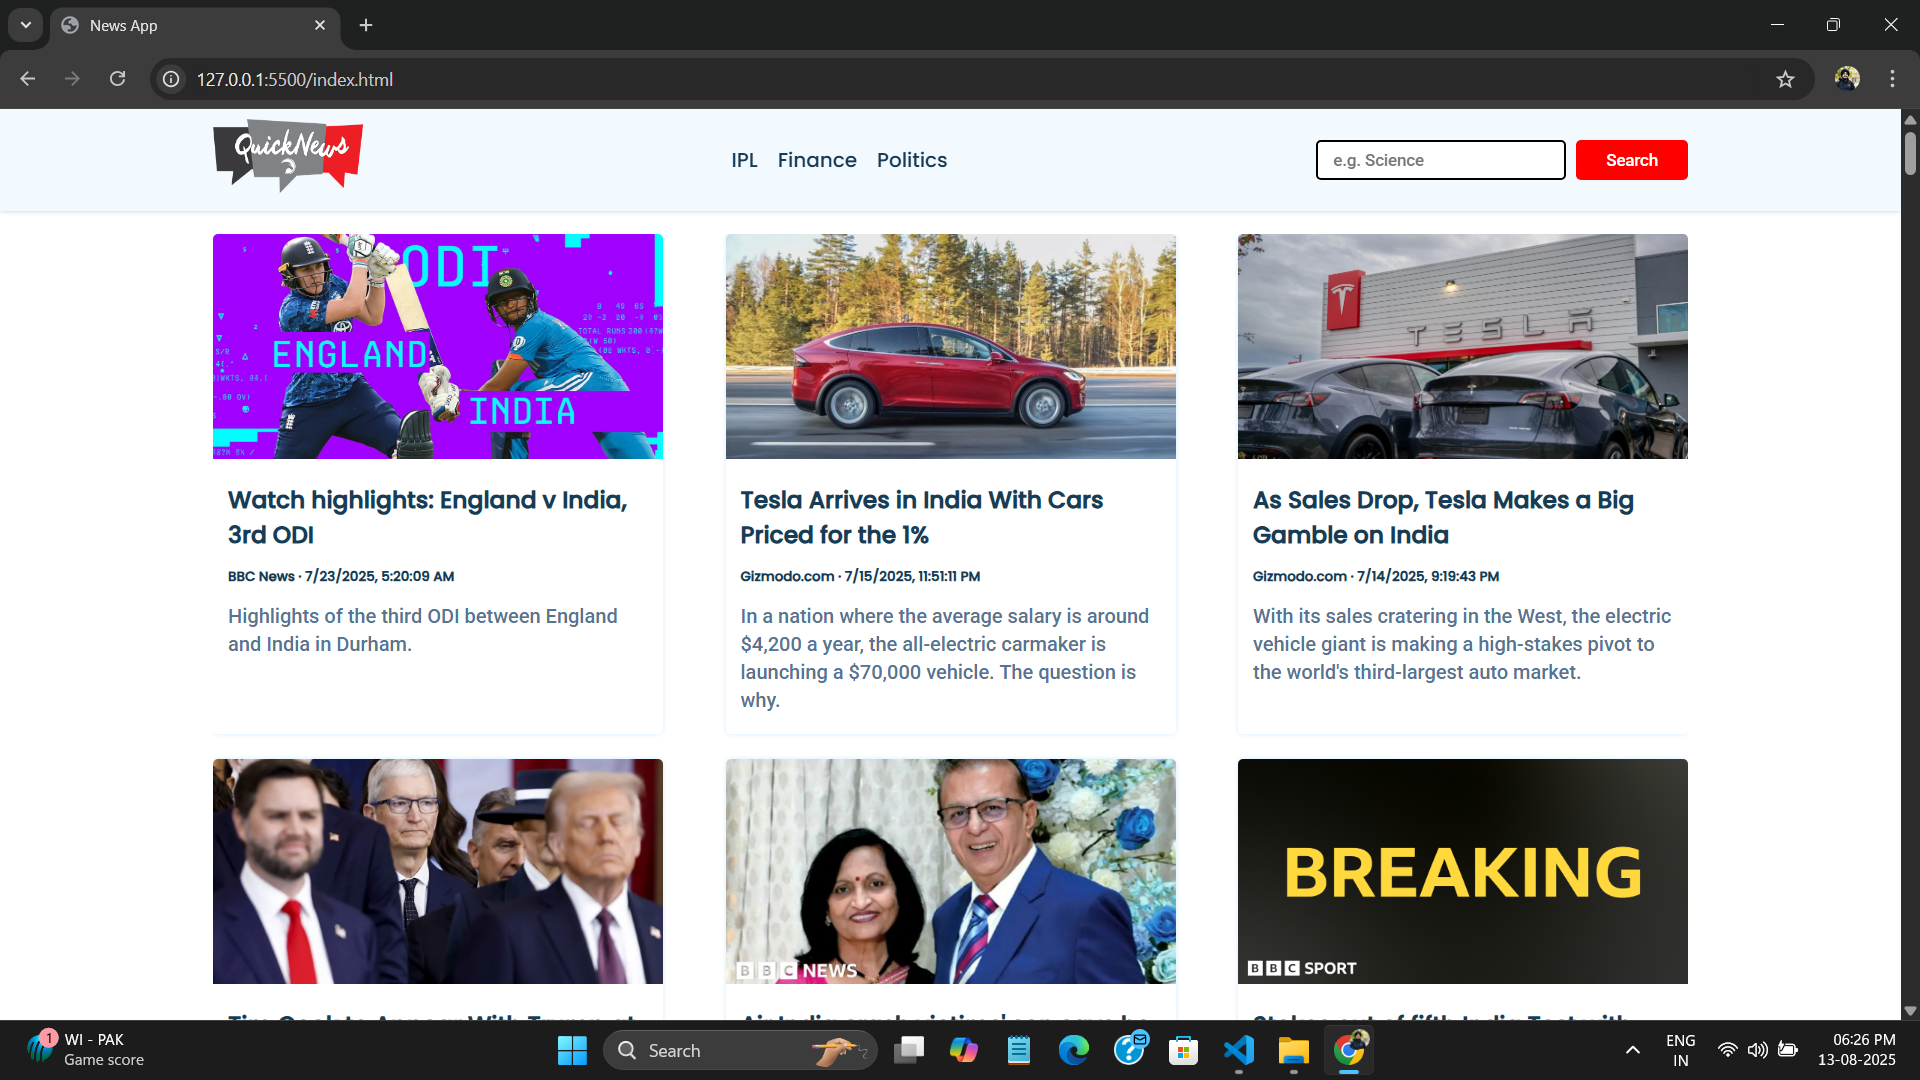 News App
127.0.0.1:5500/index.html
QuickNews
IPL Finance Politics
e.g. Science
Search
ODI
ENGLAND
INDIA
TESLA
Watch highlights: England v India,
3rd ODI
BBC News · 7/23/2025, 5:20:09 AM
Highlights of the third ODI between England
and India in Durham.
Tesla Arrives in India With Cars
Priced for the 1%
Gizmodo.com · 7/15/2025, 11:51:11 PM
In a nation where the average salary is around
$4,200 a year, the all-electric carmaker is
launching a $70,000 vehicle. The question is
why.
As Sales Drop, Tesla Makes a Big
Gamble on India
Gizmodo.com · 7/14/2025, 9:19:43 PM
With its sales cratering in the West, the electric
vehicle giant is making a high-stakes pivot to
the world's third-largest auto market.
BBC NEWS
BREAKING
BBC SPORT
1
WI - PAK
Game score
Search
ENG
IN
06:26 PM
13-08-2025